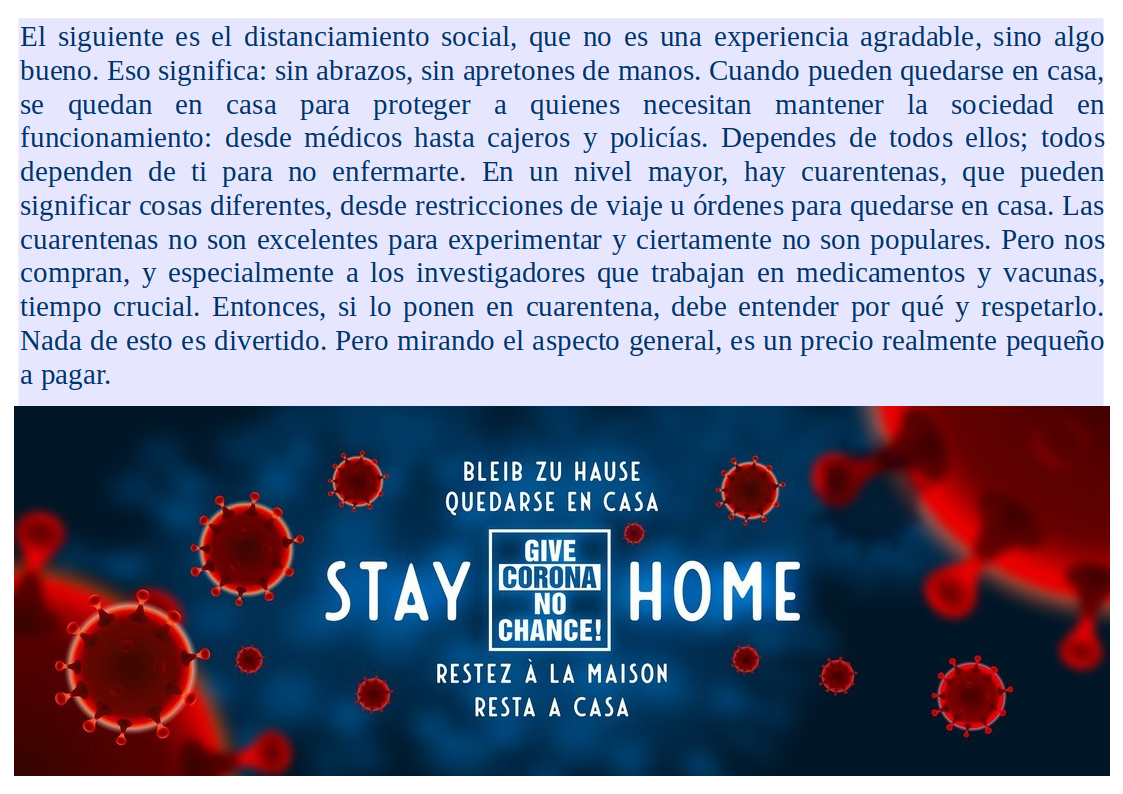 El siguiente es el distanciamiento social, que no es una experiencia agradable, sino algo
bueno. Eso significa: sin abrazos, sin apretones de manos. Cuando pueden quedarse en casa,
se quedan en casa para proteger a quienes necesitan mantener la sociedad en
funcionamiento: desde médicos hasta cajeros y policías. Dependes de todos ellos; todos
dependen de ti para no enfermarte. En un nivel mayor, hay cuarentenas, que pueden
significar cosas diferentes, desde restricciones de viaje u órdenes para quedarse en casa. Las
cuarentenas no son excelentes para experimentar y ciertamente no son populares. Pero nos
compran, y especialmente a los investigadores que trabajan en medicamentos y vacunas,
tiempo crucial. Entonces, si lo ponen en cuarentena, debe entender por qué y respetarlo.
Nada de esto es divertido. Pero mirando el aspecto general, es un precio realmente pequeño
a pagar.
BLEIB ZU HAUSE
QUEDARSE EN CASA
STAY
GIVE
CORONA
NO
CHANCE!
HOME
RESTEZ À LA MAISON
RESTA A CASA